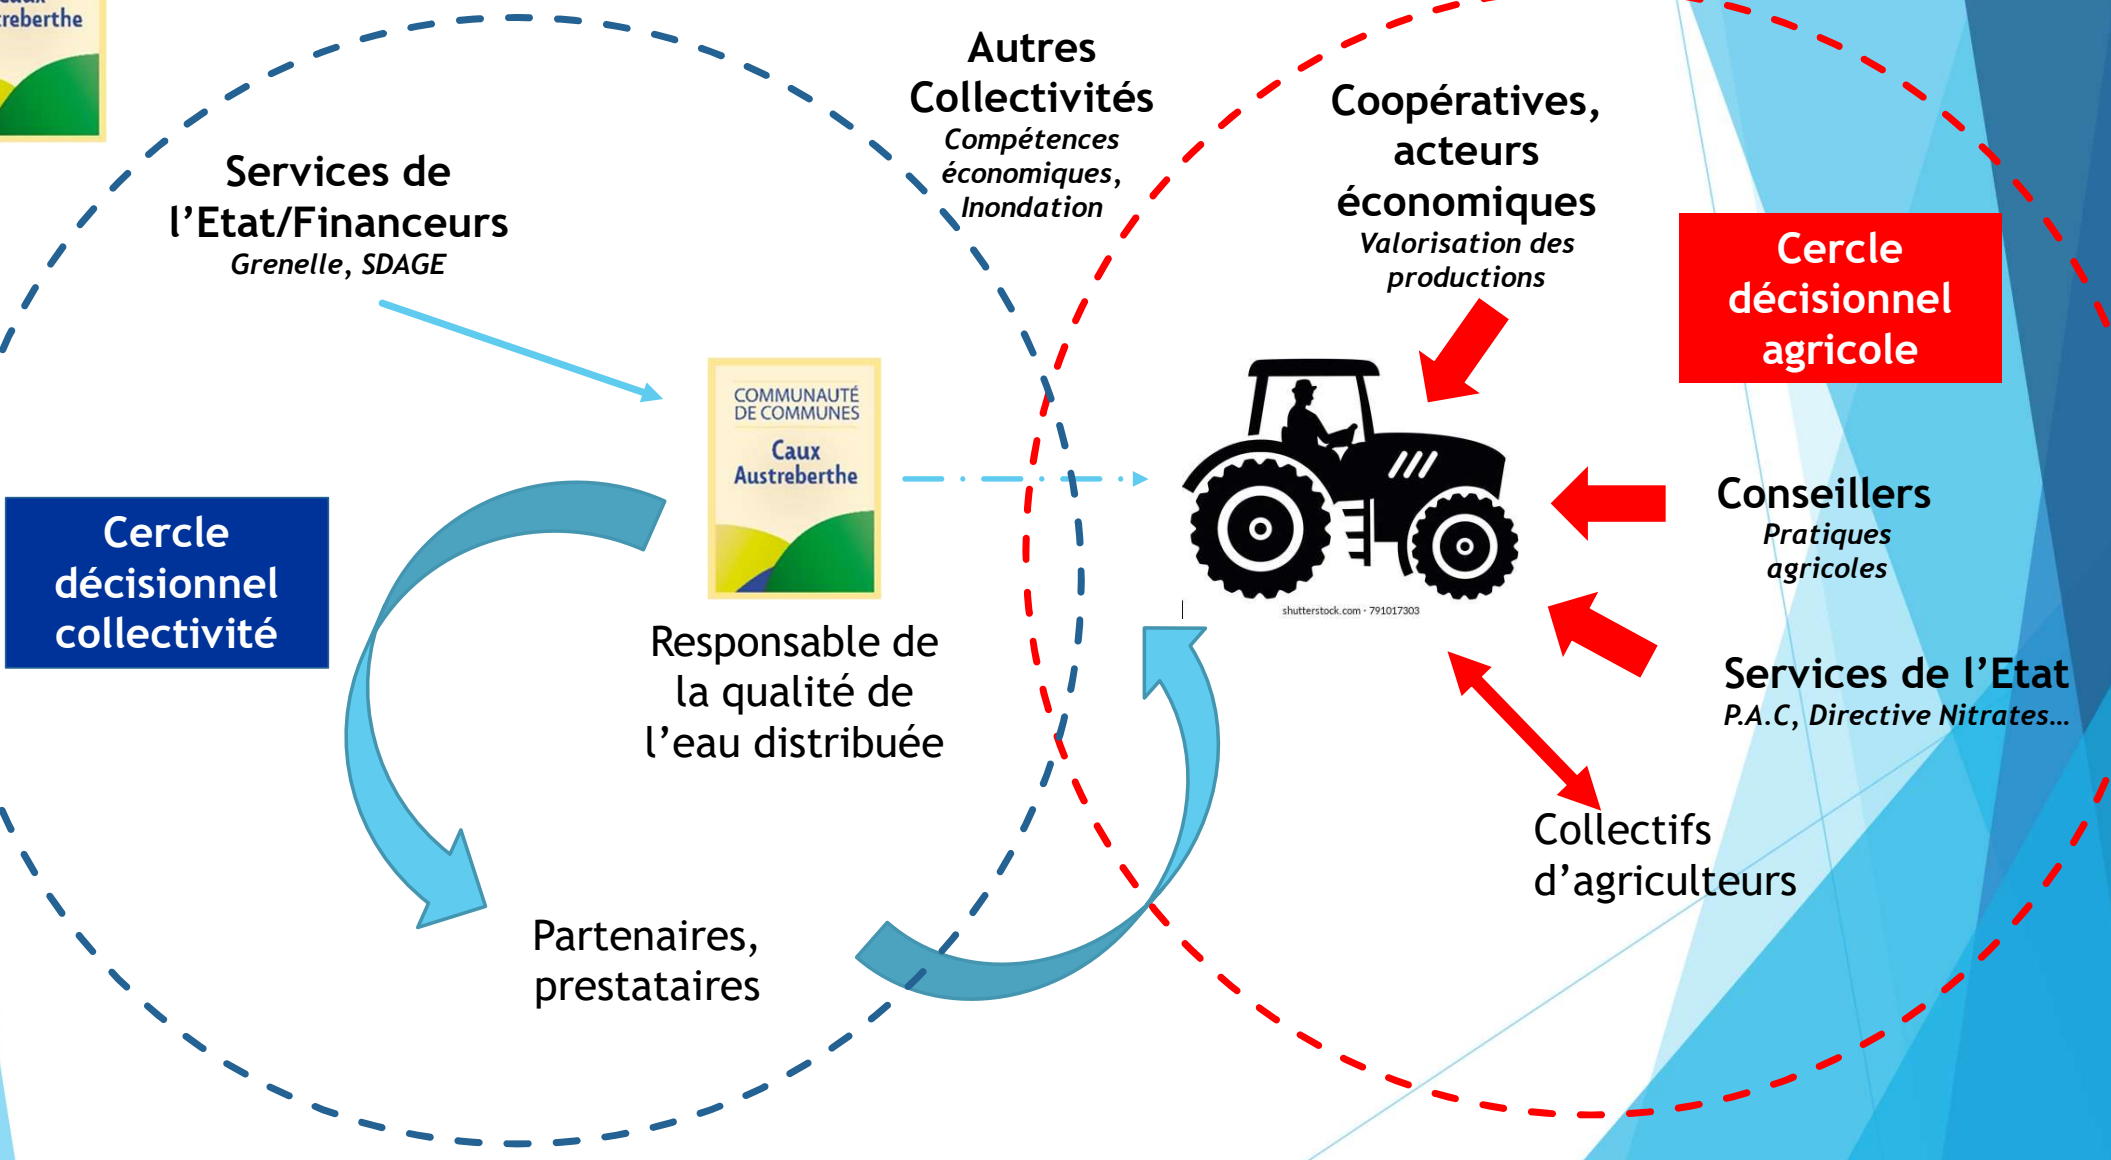 Austreberthe
Autres
Collectivités
Compétences
économiques,
Inondation
Services de
l’Etat/Financeurs
Grenelle, SDAGE
Coopératives,
acteurs
économiques
Valorisation des
productions
Cercle
décisionnel
agricole
COMMUNAUTÉ
DE COMMUNES
Caux
Austreberthe
Cercle
décisionnel
collectivité
Responsable de
la qualité de
l’eau distribuée
shutterstock.com · 791017303
Conseillers
Pratiques
agricoles
Services de l’Etat
P.A.C, Directive Nitrates…
Collectifs
d’agriculteurs
Partenaires,
prestataires